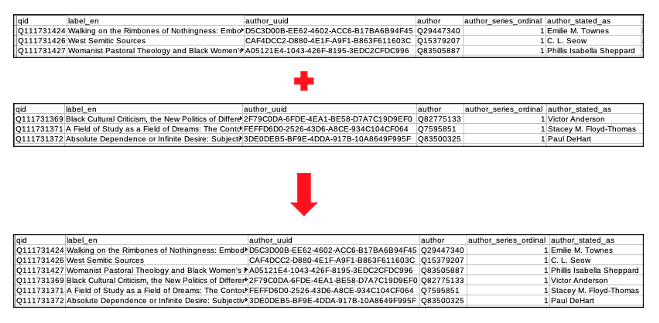 qid label_en author_uuid author author_series_ordinal author_stated_as
Q111731424 Walking on the Rimbones of Nothingness: Embo D5C3D00B-EE62-4602-ACC6-B17BA6B94F45 Q29447340 1 Emilie M. Townes
Q111731426 West Semitic Sources CAF4DCC2-D880-4E1F-A9F1-B863F611603C Q15379207 1 C. L. Seow
Q111731427 Womanist Pastoral Theology and Black Women's A05121E4-1043-426F-8195-3EDC2CFDC996 Q83505887 1 Phillis Isabella Sheppard
qid label_en author_uuid author author_series_ordinal author_stated_as
Q111731369 Black Cultural Criticism, the New Politics of Differe 2F79C0DA-6FDE-4EA1-BE58-D7A7C19D9EF0 Q82775133 1 Victor Anderson
Q111731371 A Field of Study as a Field of Dreams: The Conto FEFFD6D0-2526-43D6-A8CE-934C104CF064 Q7595851 1 Stacey M. Floyd-Thomas
Q111731372 Absolute Dependence or Infinite Desire: Subjecti 3DE0DEB5-BF9E-4DDA-917B-10A8649F995F Q83500325 1 Paul DeHart
qid label_en author_uuid author author_series_ordinal author_stated_as
Q111731424 Walking on the Rimbones of Nothingness: Embod D5C3D00B-EE62-4602-ACC6-B17BA6B94F45 Q29447340 1 Emilie M. Townes
Q111731426 West Semitic Sources CAF4DCC2-D880-4E1F-A9F1-B863F611603C Q15379207 1 C. L. Seow
Q111731427 Womanist Pastoral Theology and Black Women's A05121E4-1043-426F-8195-3EDC2CFDC996 Q83505887 1 Phillis Isabella Sheppard
Q111731369 Black Cultural Criticism, the New Politics of Differe 2F79C0DA-6FDE-4EA1-BE58-D7A7C19D9EF0 Q82775133 1 Victor Anderson
Q111731371 A Field of Study as a Field of Dreams: The Conto FEFFD6D0-2526-43D6-A8CE-934C104CF064 Q7595851 1 Stacey M. Floyd-Thomas
Q111731372 Absolute Dependence or Infinite Desire: Subjectiv 3DE0DEB5-BF9E-4DDA-917B-10A8649F995F Q83500325 1 Paul DeHart